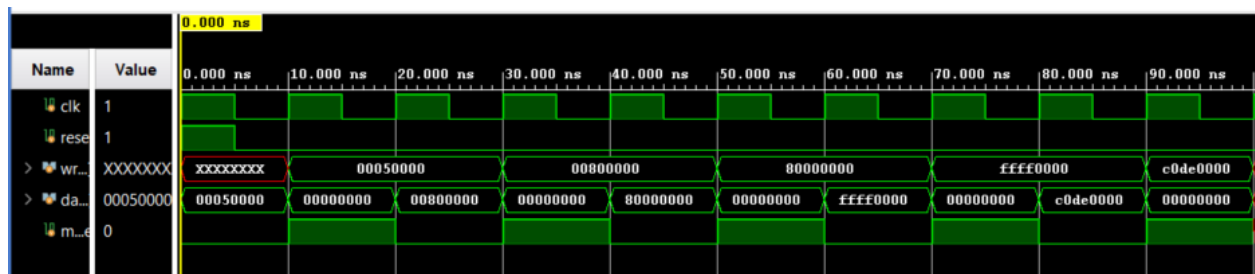 0.000 ns
Name Value 0.000 ns 10.000 ns 20.000 ns 30.000 ns 40.000 ns 50.000 ns 60.000 ns 70.000 ns 80.000 ns 90.000 ns
clk 1
rese 1
> wr... XXXXXXX XXXXXXXX 00050000 00800000 80000000 ffff0000 c0de0000
> da... 00050000 00050000 00000000 00800000 00000000 80000000 00000000 ffff0000 00000000 c0de0000 00000000
m...e 0